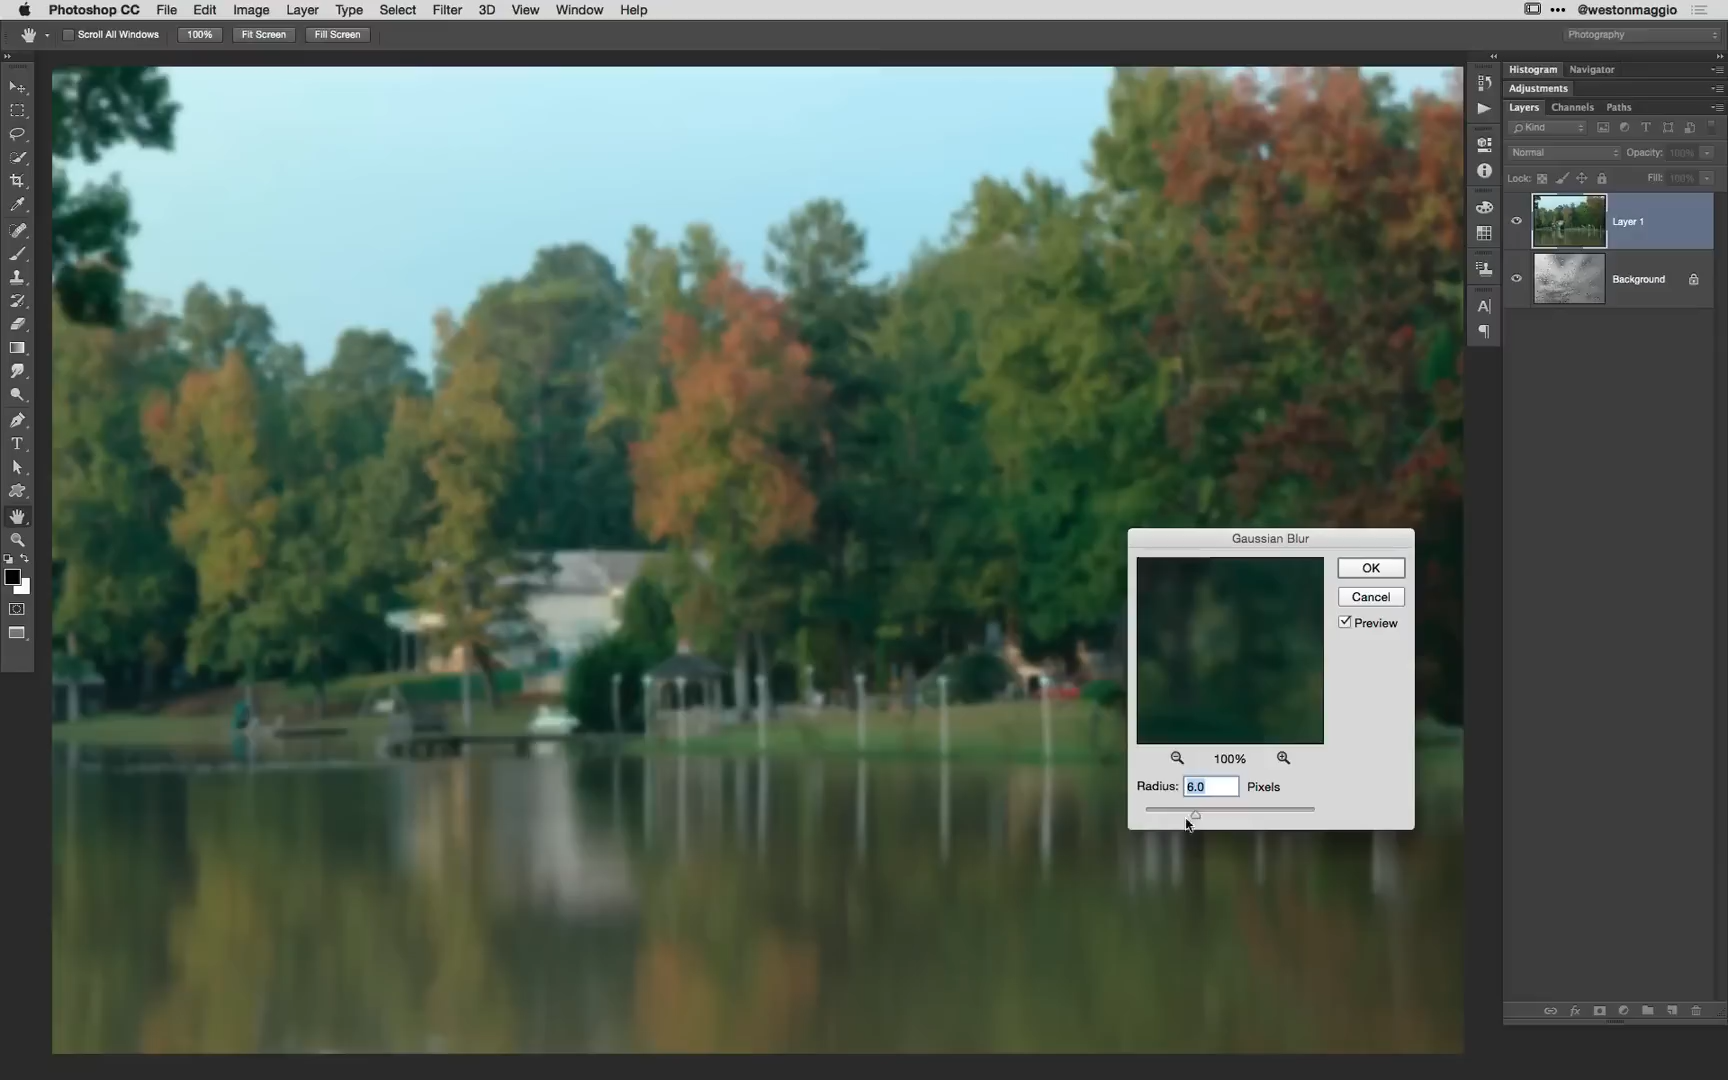 Photoshop CC File Edit Image Layer Type Select Filter 3D View Window Help @westonmaggio
Scroll All Windows 100% Fit Screen Fill Screen Photography
Histogram Navigator
Adjustments
Layers Channels Paths
Kind
Normal Opacity: 100%
Lock: Fill: 100%
Layer 1
Background
Gaussian Blur
OK
Cancel
Preview
100%
Radius: 6.0 Pixels